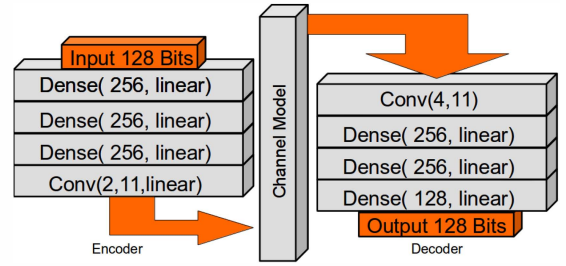 Input 128 Bits
Dense( 256, linear)
Dense( 256, linear)
Dense( 256, linear)
Conv(2,11,linear)
Encoder
Channel Model
Conv(4,11)
Dense( 256, linear)
Dense( 256, linear)
Dense( 128, linear)
Output 128 Bits
Decoder